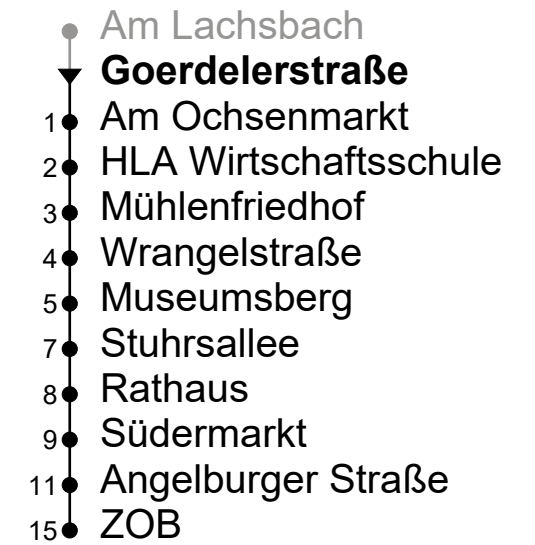 Am Lachsbach
Goerdelerstraße
1 Am Ochsenmarkt
2 HLA Wirtschaftsschule
3 Mühlenfriedhof
4 Wrangelstraße
5 Museumsberg
7 Stuhrsallee
8 Rathaus
9 Südermarkt
11 Angelburger Straße
15 ZOB